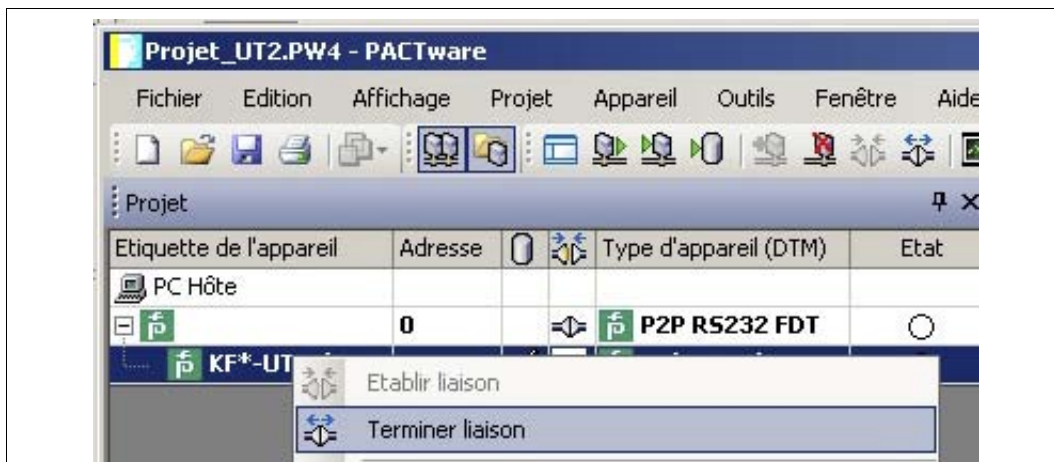 Projet_UT2.PW4 - PACTware
Fichier Edition Affichage Projet Appareil Outils Fenêtre Aide
Projet
Etiquette de l'appareil Adresse Type d'appareil (DTM) Etat
PC Hôte
0 P2P RS232 FDT
KF*-UT
Etablir liaison
Terminer liaison